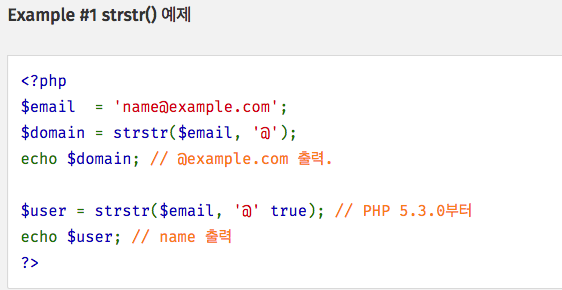 Example #1 strstr() 예제
<?php
$email  = 'name@example.com';
$domain = strstr($email, '@');
echo $domain; // @example.com 출력.
$user = strstr($email, '@' true); // PHP 5.3.0부터
echo $user; // name 출력
?>